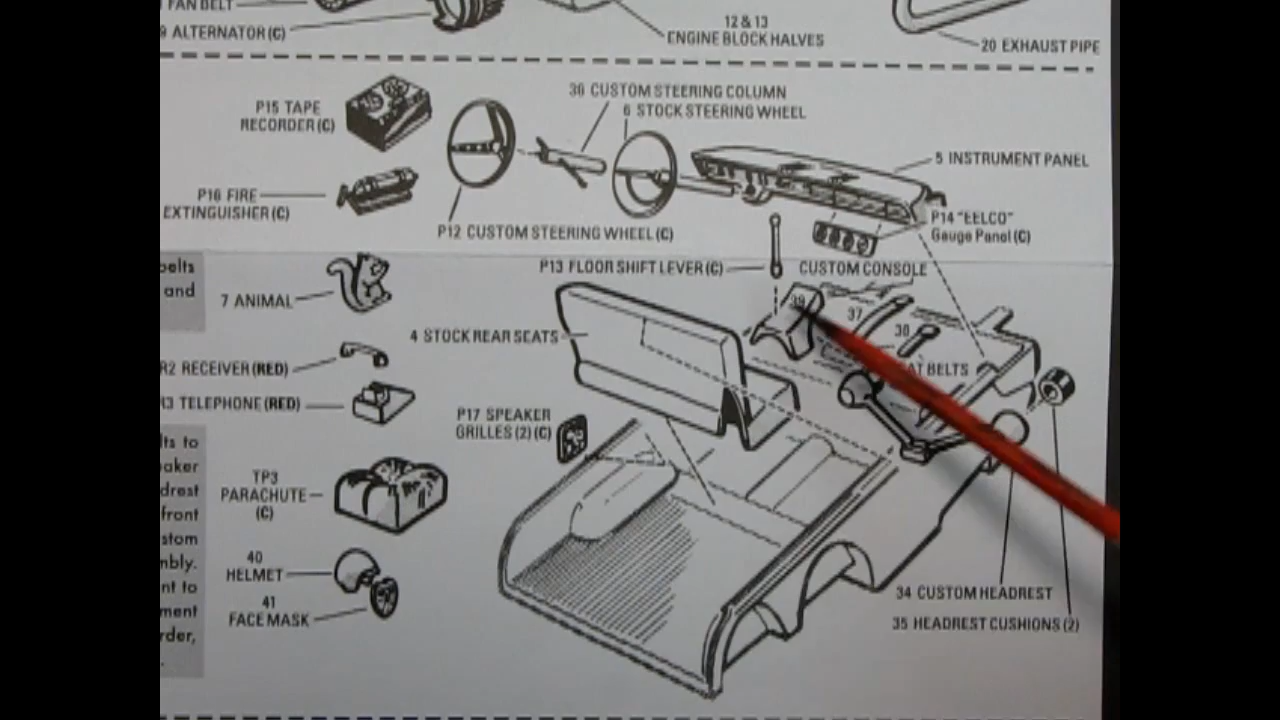 FAN BELT
9 ALTERNATOR (C)
12 & 13
ENGINE BLOCK HALVES
20 EXHAUST PIPE
P15 TAPE
RECORDER (C)
36 CUSTOM STEERING COLUMN
6 STOCK STEERING WHEEL
5 INSTRUMENT PANEL
P16 FIRE
EXTINGUISHER (C)
P12 CUSTOM STEERING WHEEL (C)
P14 "EELCO"
Gauge Panel (C)
P13 FLOOR SHIFT LEVER (C)
CUSTOM CONSOLE
39
37
38
AT BELTS
belts
and
7 ANIMAL
4 STOCK REAR SEATS
R2 RECEIVER (RED)
TELEPHONE (RED)
P17 SPEAKER
GRILLES (2) (C)
TP3
PARACHUTE
(C)
40
HELMET
41
FACE MASK
34 CUSTOM HEADREST
35 HEADREST CUSHIONS (2)
lts to
eaker
drest
front
stom
mbly.
nt to
ment
rder,